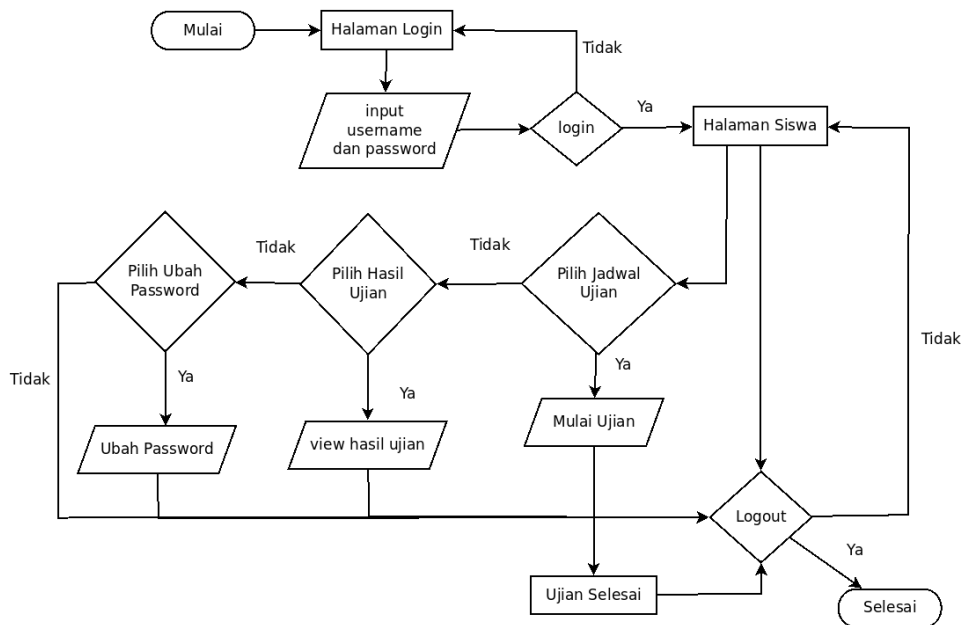 Mulai
Halaman Login
Tidak
input
username
dan password
login
Ya
Halaman Siswa
Pilih Ubah
Password
Tidak
Pilih Hasil
Ujian
Tidak
Pilih Jadwal
Ujian
Tidak
Tidak
Ya
Ya
Ya
Ubah Password
view hasil ujian
Mulai Ujian
Logout
Ya
Ujian Selesai
Selesai